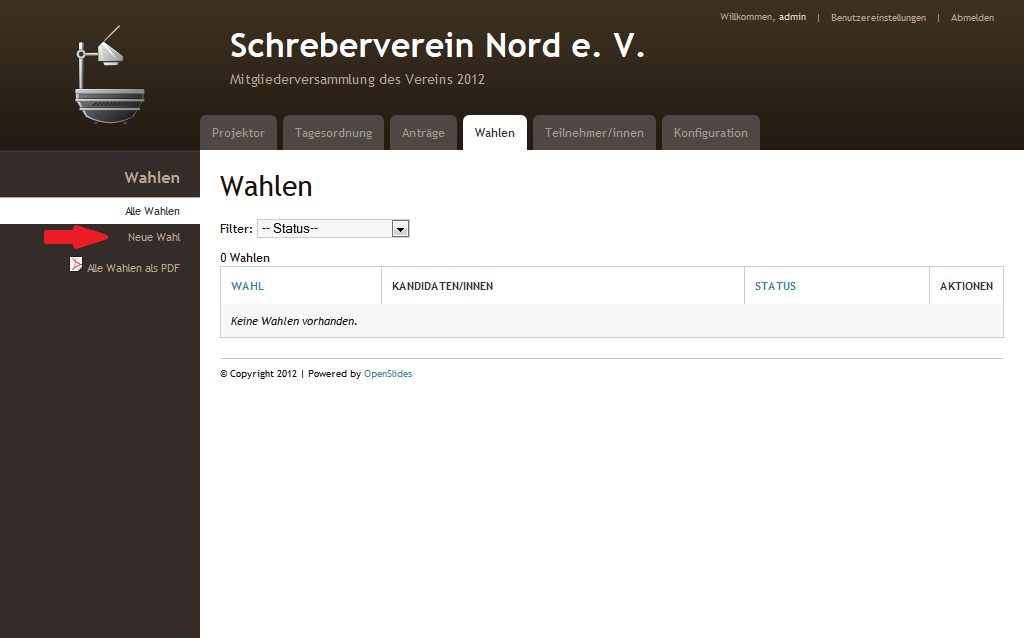 Willkommen, admin | Benutzereinstellungen | Abmelden
Schreberverein Nord e. V.
Mitgliederversammlung des Vereins 2012
Projektor Tagesordnung Anträge Wahlen Teilnehmer/innen Konfiguration
Wahlen
Alle Wahlen
Neue Wahl
Alle Wahlen als PDF
Wahlen
Filter: -- Status--
0 Wahlen
WAHL KANDIDATEN/INNEN STATUS AKTIONEN
Keine Wahlen vorhanden.
© Copyright 2012 | Powered by OpenSlides